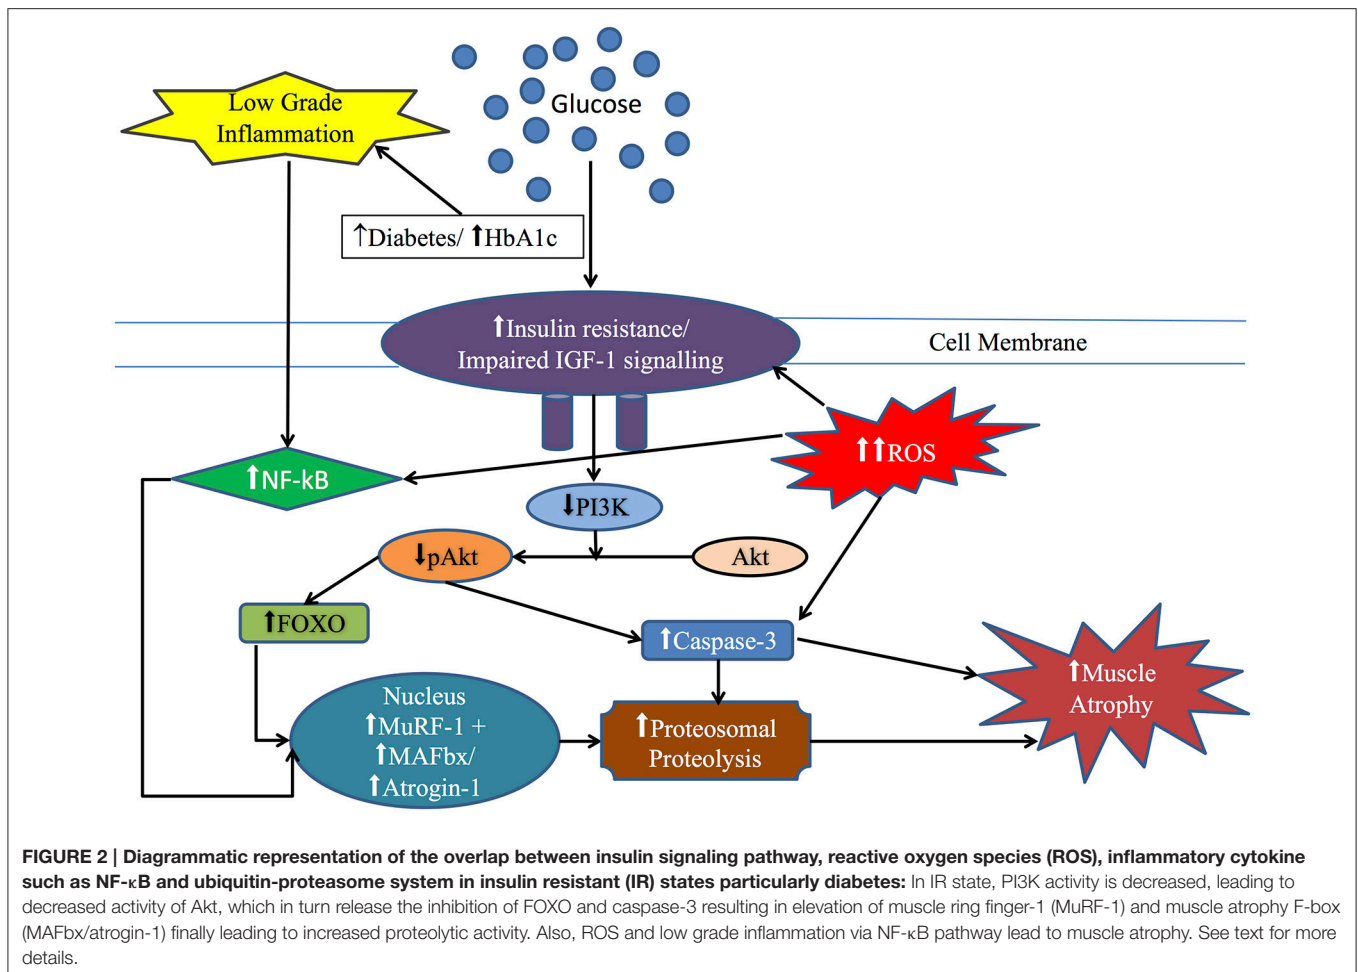 Low Grade
Inflammation
Glucose
↑Diabetes/ ↑HbA1c
↑Insulin resistance/
Impaired IGF-1 signalling
Cell Membrane
↑↑ROS
↑NF-kB
↓PI3K
↓pAkt
Akt
↑FOXO
↑Caspase-3
↑Muscle
Atrophy
Nucleus
↑MuRF-1 +
↑MAFbx/
↑Atrogin-1
↑Proteosomal
Proteolysis
FIGURE 2 | Diagrammatic representation of the overlap between insulin signaling pathway, reactive oxygen species (ROS), inflammatory cytokine
such as NF-κB and ubiquitin-proteasome system in insulin resistant (IR) states particularly diabetes: In IR state, PI3K activity is decreased, leading to
decreased activity of Akt, which in turn release the inhibition of FOXO and caspase-3 resulting in elevation of muscle ring finger-1 (MuRF-1) and muscle atrophy F-box
(MAFbx/atrogin-1) finally leading to increased proteolytic activity. Also, ROS and low grade inflammation via NF-κB pathway lead to muscle atrophy. See text for more
details.